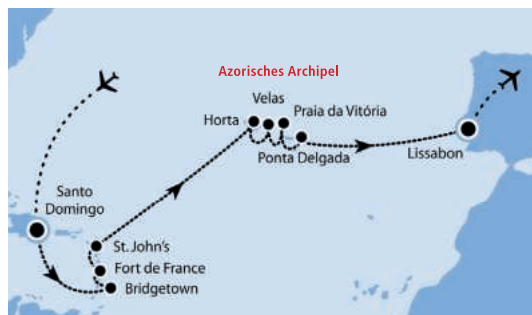 Azorisches Archipel
Velas
Horta
Praia da Vitória
Ponta Delgada
Lissabon
Santo
Domingo
St. John's
Fort de France
Bridgetown